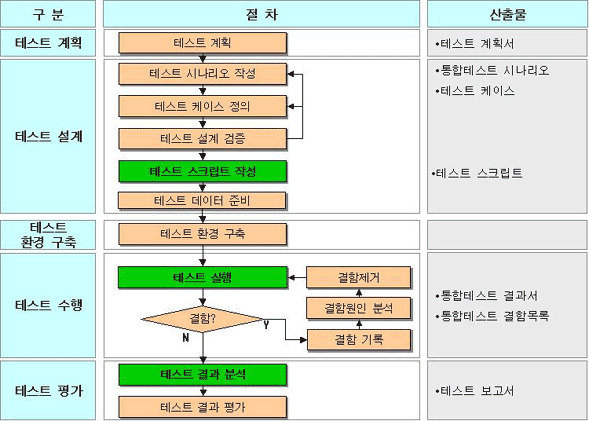 구 분
절 차
산출물
테스트 계획
테스트 계획
•테스트 계획서
테스트 설계
테스트 시나리오 작성
테스트 케이스 정의
테스트 설계 검증
테스트 스크립트 작성
테스트 데이터 준비
•통합테스트 시나리오
•테스트 케이스
•테스트 스크립트
테스트
환경 구축
테스트 환경 구축
테스트 수행
테스트 실행
결함제거
결함원인 분석
결함?
Y
N
결함 기록
•통합테스트 결과서
•통합테스트 결함목록
테스트 평가
테스트 결과 분석
테스트 결과 평가
•테스트 보고서